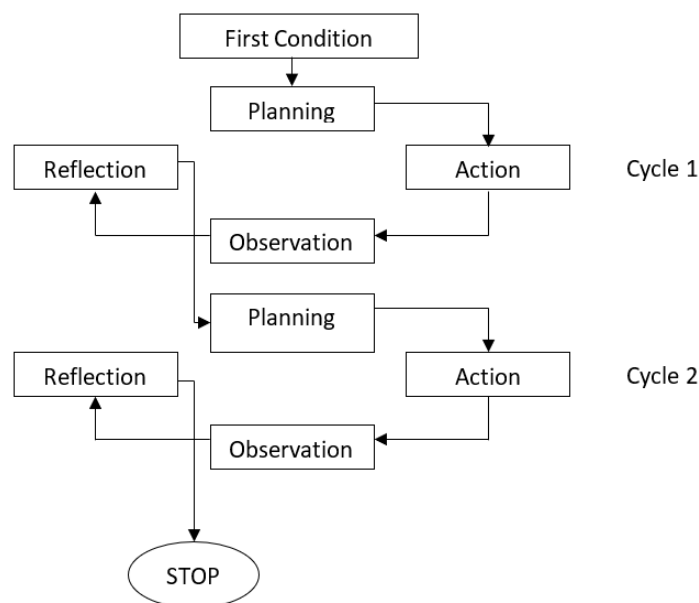 First Condition
Planning
Reflection
Action
Cycle 1
Observation
Planning
Reflection
Action
Cycle 2
Observation
STOP